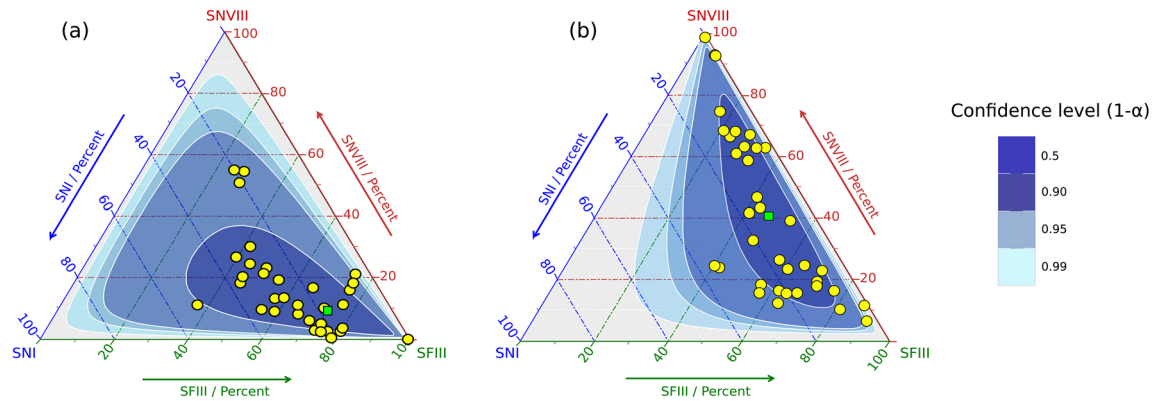 (a)
SNVIII
100
20
80
40
60
60
40
80
20
100
SNI
20
40
60
80
100
SFIII
SNI / Percent
SNVIII / Percent
SFIII / Percent
(b)
SNVIII
100
20
80
40
60
60
40
80
20
100
SNI
20
40
60
80
100
SFIII
SNI / Percent
SNVIII / Percent
SFIII / Percent
Confidence level (1-α)
0.5
0.90
0.95
0.99